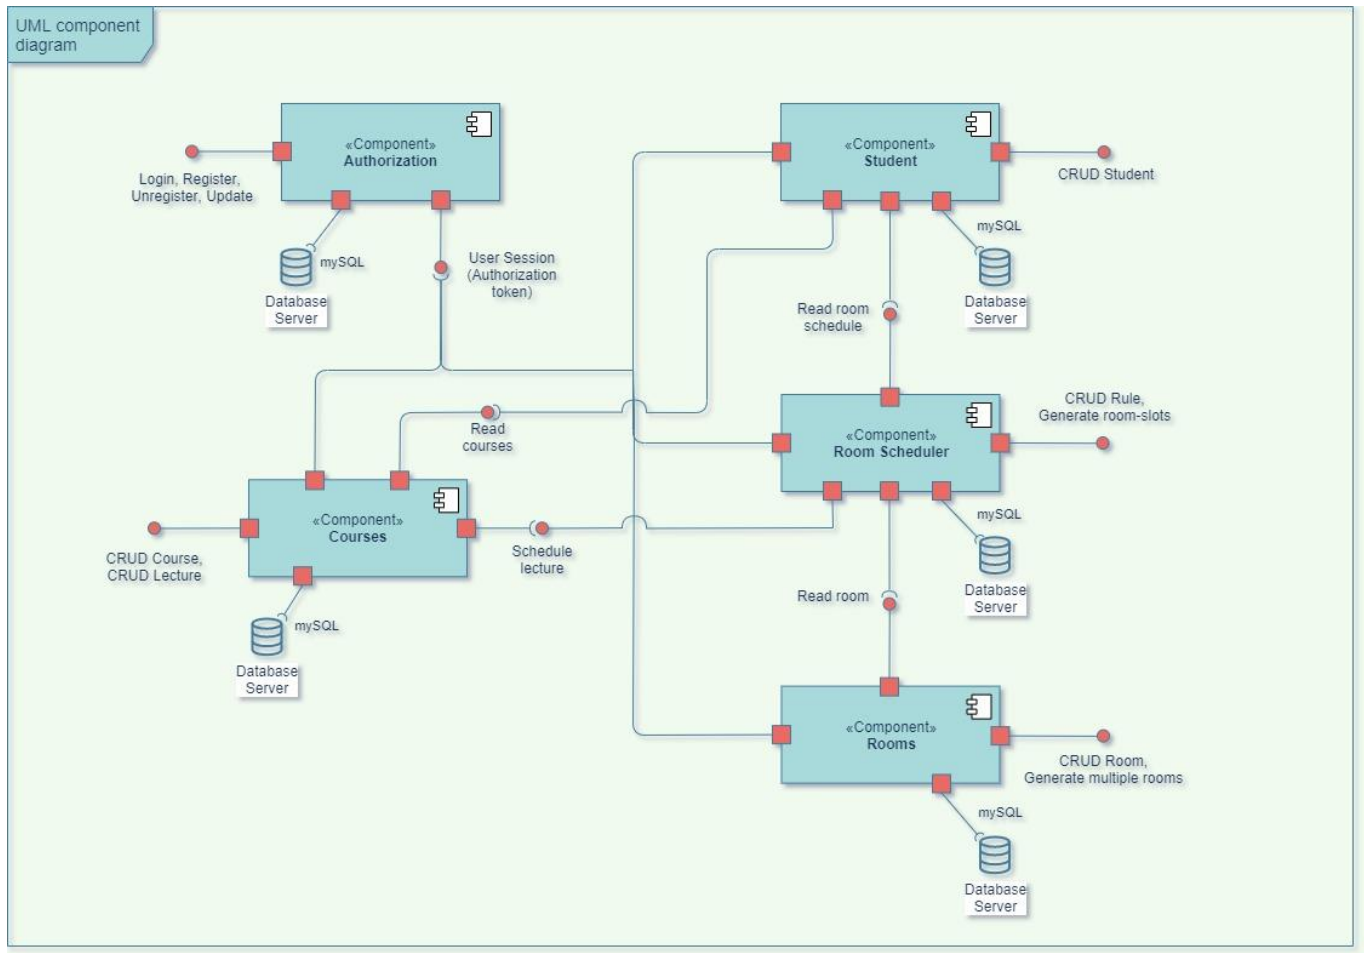 UML component
diagram
«Component»
Authorization
Login, Register,
Unregister, Update
mySQL
Database
Server
User Session
(Authorization
token)
«Component»
Student
CRUD Student
mySQL
Database
Server
Read room
schedule
«Component»
Room Scheduler
CRUD Rule,
Generate room-slots
mySQL
Database
Server
Read
courses
«Component»
Courses
CRUD Course,
CRUD Lecture
Schedule
lecture
mySQL
Database
Server
Read room
«Component»
Rooms
CRUD Room,
Generate multiple rooms
mySQL
Database
Server